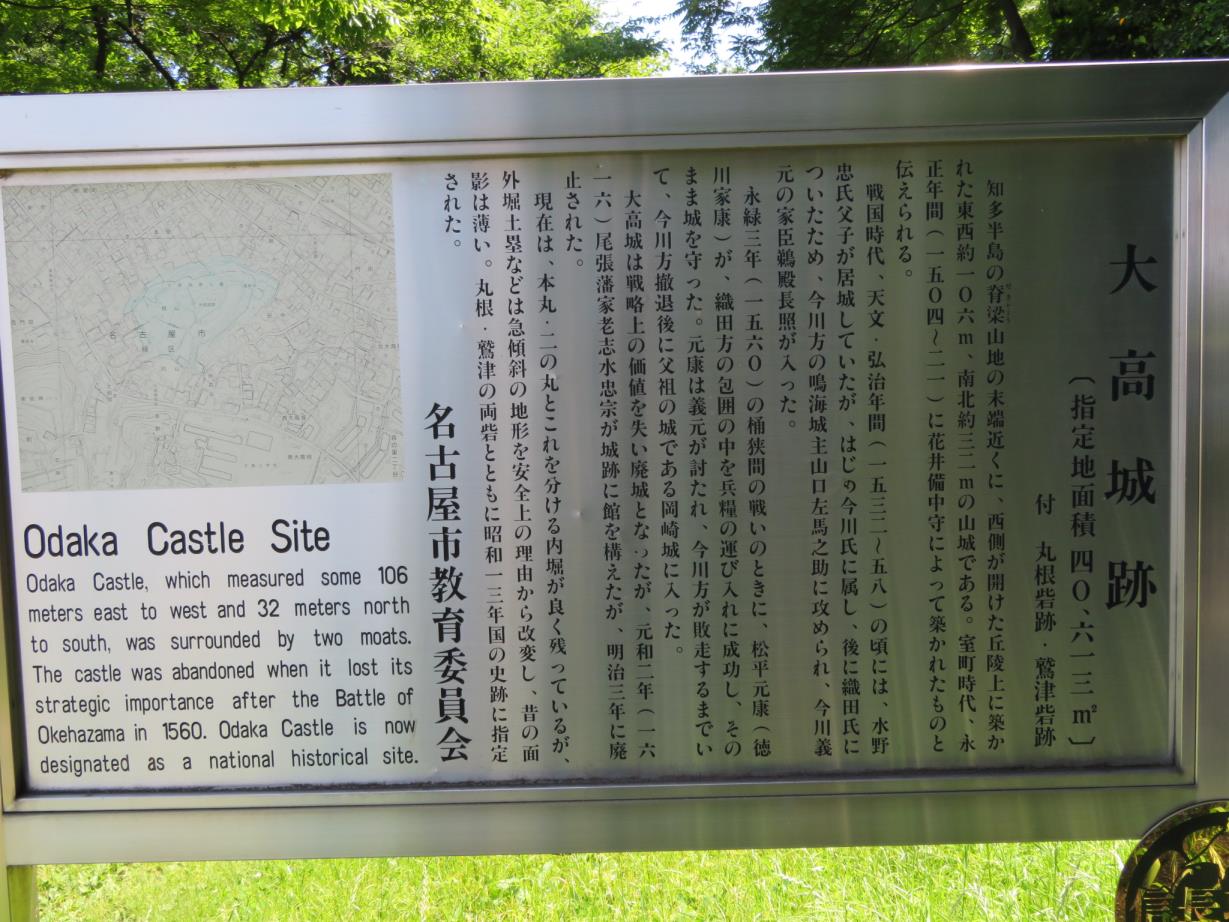 大高城跡
(指定地面積 四〇、六一三㎡)
付 丸根砦跡・鷲津砦跡
知多半島の脊梁山地の末端近くに、西側が開けた丘陵上に築か
れた東西約一〇六m、南北約三二mの山城である。室町時代、永
正年間(一五〇四~二一)に花井備中守によって築かれたものと
伝えられる。
戦国時代、天文・弘治年間(一五三二~五八)の頃には、水野
忠氏父子が居城していたが、はじめ今川氏に属し、後に織田氏に
ついたため、今川方の鳴海城主山口左馬之助に攻められ、今川義
元の家臣鵜殿長照が入った。
永緑三年(一五六〇)の桶狭間の戦いのときに、松平元康(徳
川家康)が、織田方の包囲の中を兵糧の運び入れに成功し、その
まま城を守った。元康は義元が討たれ、今川方が敗走するまでい
て、今川方撤退後に父祖の城である岡崎城に入った。
大高城は戦略上の価値を失い廃城となったが、元和二年(一六
一六)尾張藩家老志水忠宗が城跡に館を構えたが、明治三年に廃
止された。
現在は、本丸・二の丸とこれを分ける内堀が良く残っているが、
外堀土塁などは急傾斜の地形を安全上の理由から改変し、昔の面
影は薄い。丸根・鷲津の両砦とともに昭和一三年国の史跡に指定
された。
名古屋市教育委員会
名古屋市
緑区
Odaka Castle Site
Odaka Castle, which measured some 106
meters east to west and 32 meters north
to south, was surrounded by two moats.
The castle was abandoned when it lost its
strategic importance after the Battle of
Okehazama in 1560. Odaka Castle is now
designated as a national historical site.
信長